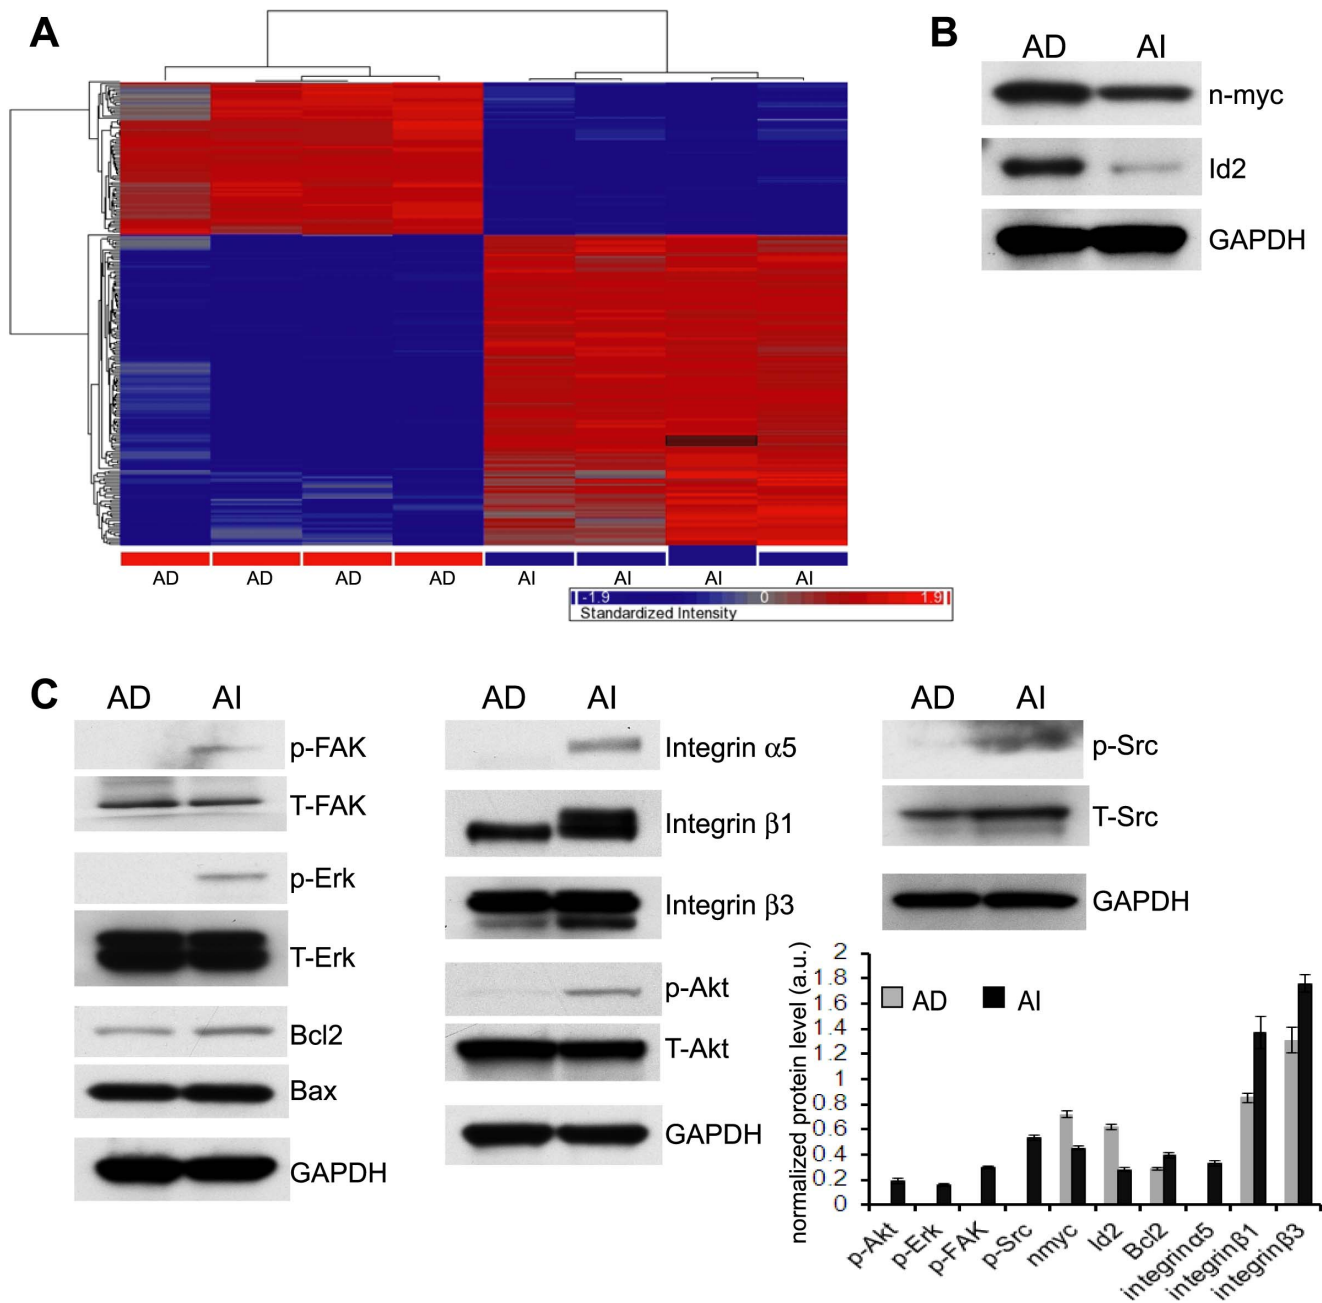 A
AD AD AD AD AI AI AI AI
-1.9 0 1.9
Standardized Intensity
B
AD AI
n-myc
Id2
GAPDH
C
AD AI
p-FAK
T-FAK
p-Erk
T-Erk
Bcl2
Bax
GAPDH
AD AI
Integrin α5
Integrin β1
Integrin β3
p-Akt
T-Akt
GAPDH
AD AI
p-Src
T-Src
GAPDH
normalized protein level (a.u.)
2
1.8
1.6
1.4
1.2
1
0.8
0.6
0.4
0.2
0
AD AI
p-Akt
p-Erk
p-FAK
p-Src
nmyc
Id2
Bcl2
integrinα5
integrinβ1
integrinβ3